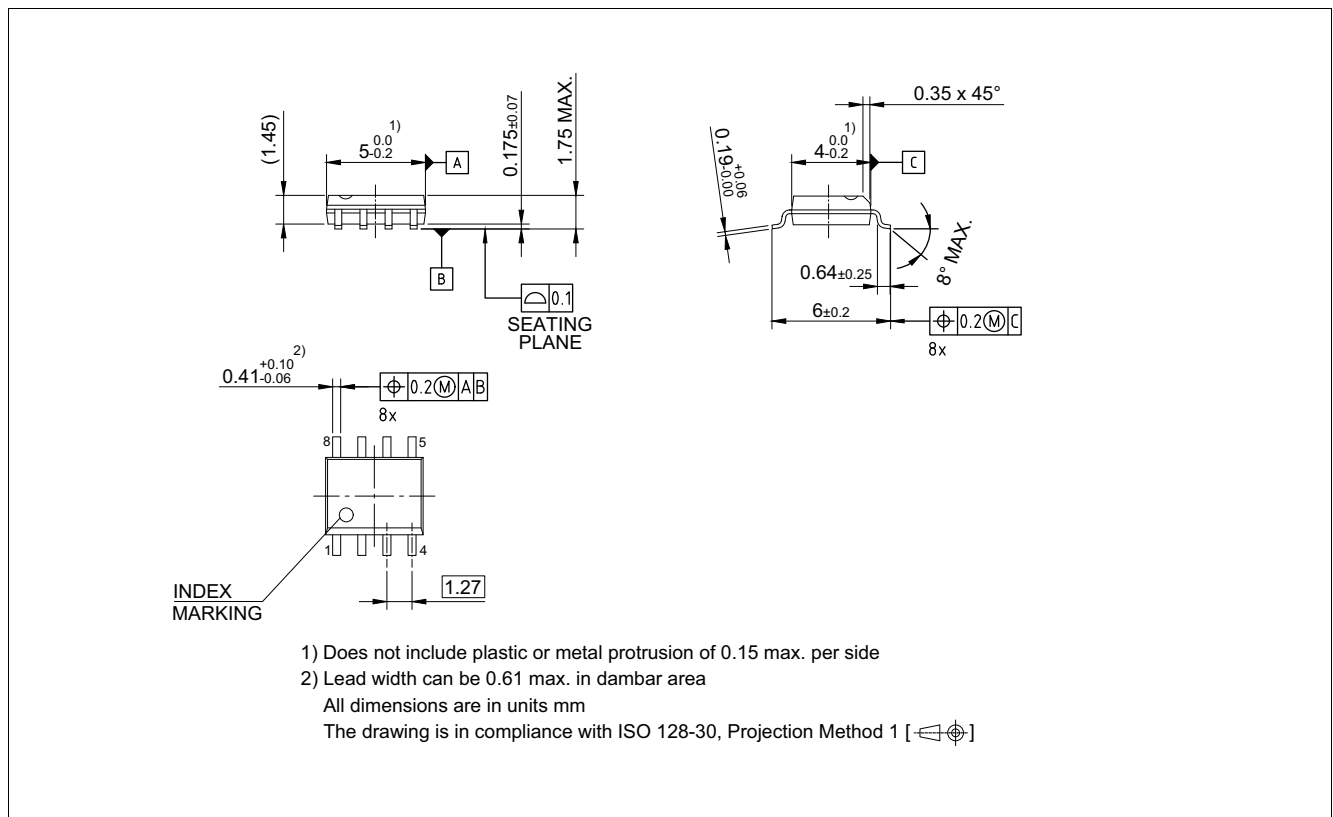 (1.45)
5 0.0 -0.2 1)
A
0.175±0.07
1.75 MAX.
B
0.1
SEATING
PLANE
0.35 x 45°
0.19 +0.06 -0.00
4 0.0 -0.2 1)
C
8° MAX.
0.64±0.25
6±0.2
0.2 M C
8x
0.41 +0.10 -0.06 2)
0.2 M A B
8x
8
5
1
4
1.27
INDEX
MARKING
1) Does not include plastic or metal protrusion of 0.15 max. per side
2) Lead width can be 0.61 max. in dambar area
All dimensions are in units mm
The drawing is in compliance with ISO 128-30, Projection Method 1 [ ]